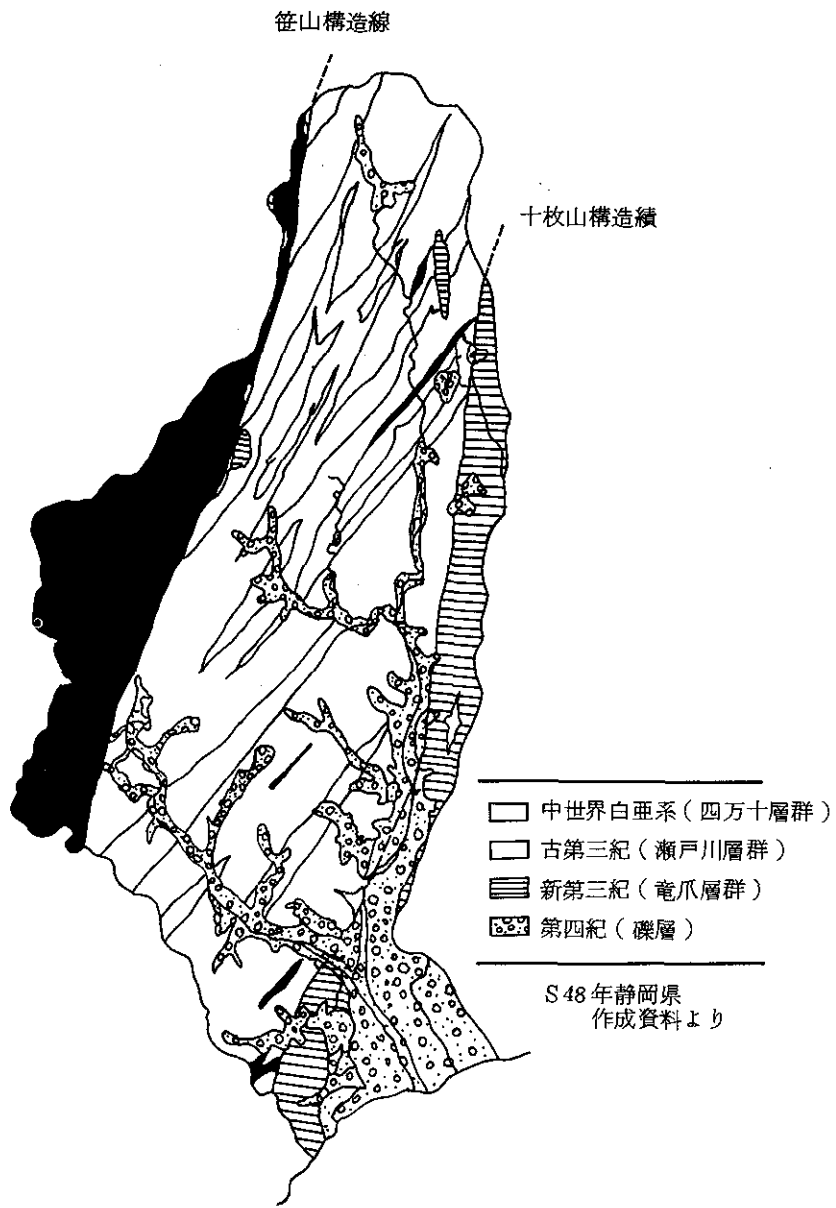 笹山構造線
十枚山構造績
中世界白亜系（四万十層群）
古第三紀（瀬戸川層群）
新第三紀（竜爪層群）
第四紀（礫層）
S48年静岡県
作成資料より